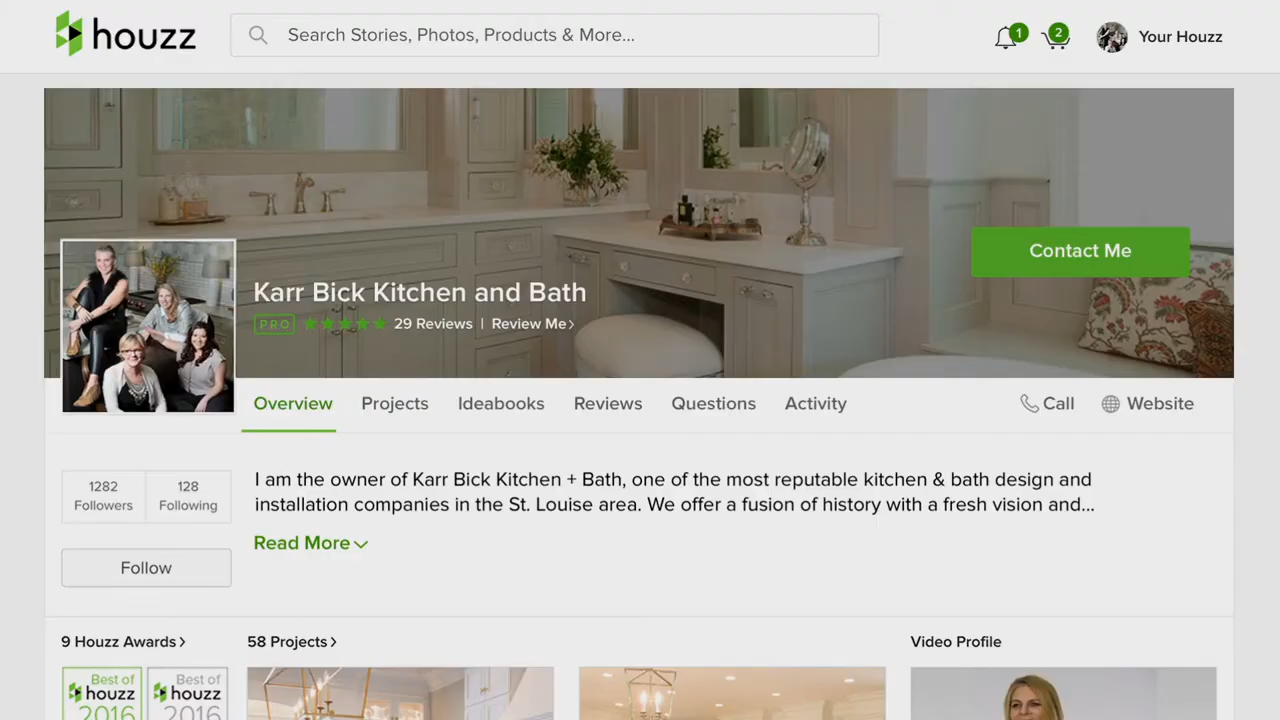 houzz
Search Stories, Photos, Products & More...
1
2
Your Houzz
Contact Me
Karr Bick Kitchen and Bath
PRO 29 Reviews | Review Me
Overview Projects Ideabooks Reviews Questions Activity Call Website
1282 Followers
128 Following
I am the owner of Karr Bick Kitchen + Bath, one of the most reputable kitchen & bath design and
installation companies in the St. Louise area. We offer a fusion of history with a fresh vision and...
Read More
Follow
9 Houzz Awards
58 Projects
Video Profile
Best of
houzz
2016
Best of
houzz
2016